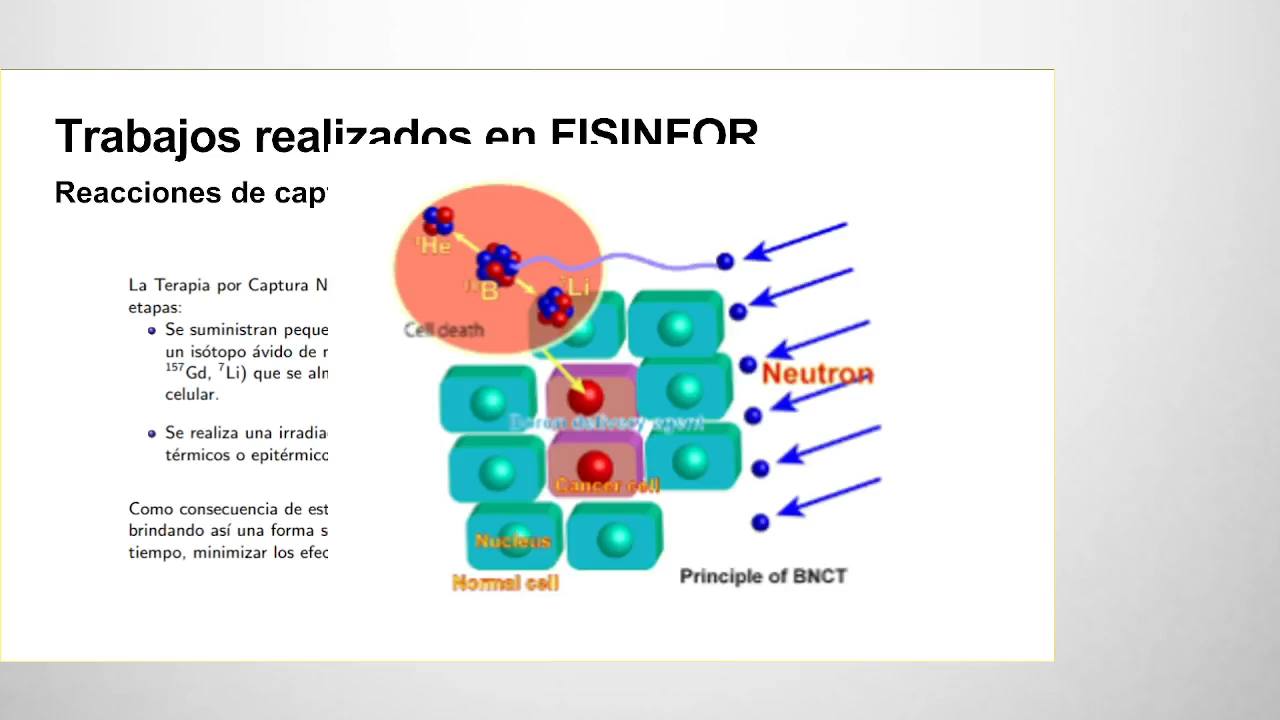 Trabajos realizados en FISINFOR
Reacciones de cap
La Terapia por Captura N
etapas:
Se suministran peque
un isótopo ávido de
157Gd, 7Li) que se alm
celular.
Se realiza una irradia
térmicos o epitérmico
Como consecuencia de est
brindando así una forma s
tiempo, minimizar los efec
He
B
Li
Cell death
Neutron
Boron delivery agent
Cancer cell
Nucleus
Normal cell
Principle of BNCT